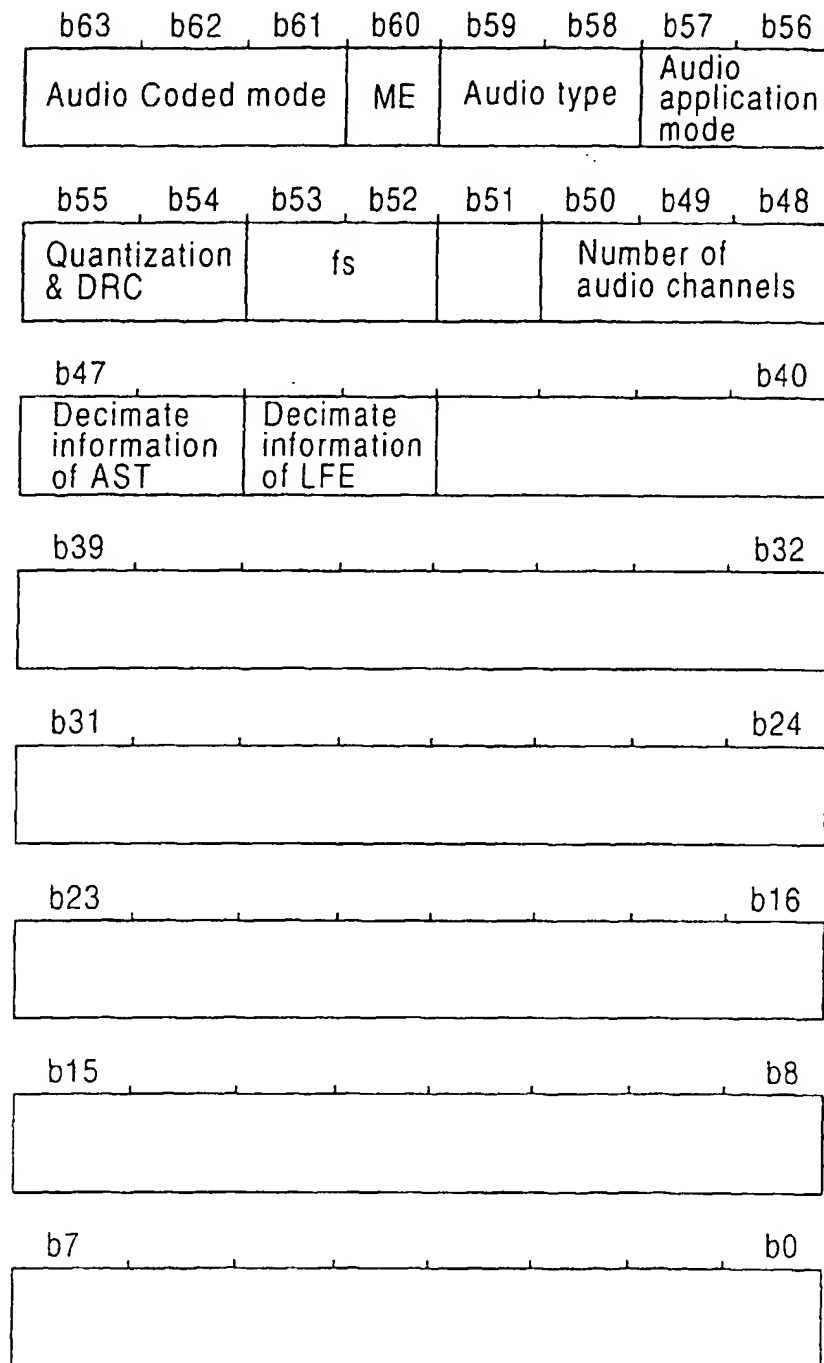 b63 b62 b61 b60 b59 b58 b57 b56
Audio Coded mode ME Audio type Audio application mode
b55 b54 b53 b52 b51 b50 b49 b48
Quantization & DRC fs Number of audio channels
b47 b40
Decimate information of AST Decimate information of LFE
b39 b32
b31 b24
b23 b16
b15 b8
b7 b0